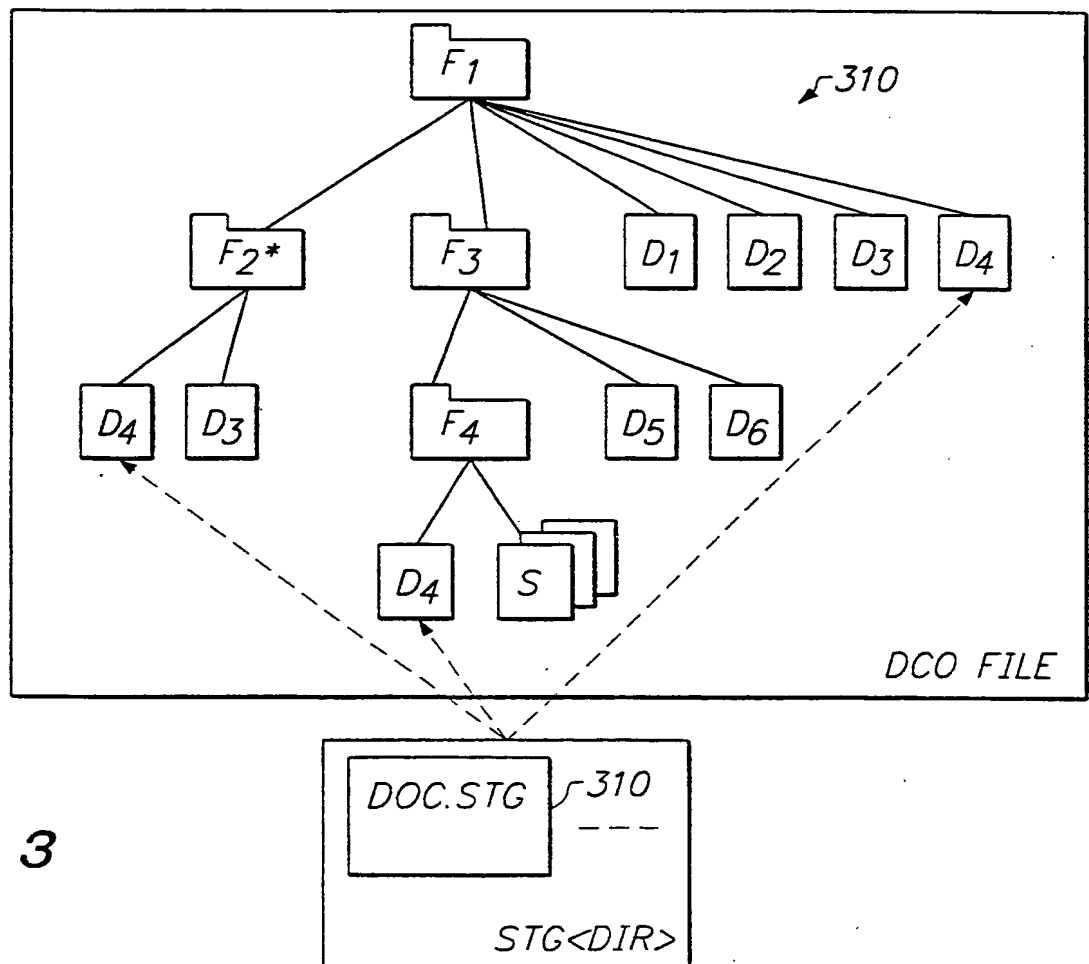 F1
310
F2*
F3
D1
D2
D3
D4
D4
D3
F4
D5
D6
D4
S
DCO FILE
DOC.STG
310
3
STG<DIR>